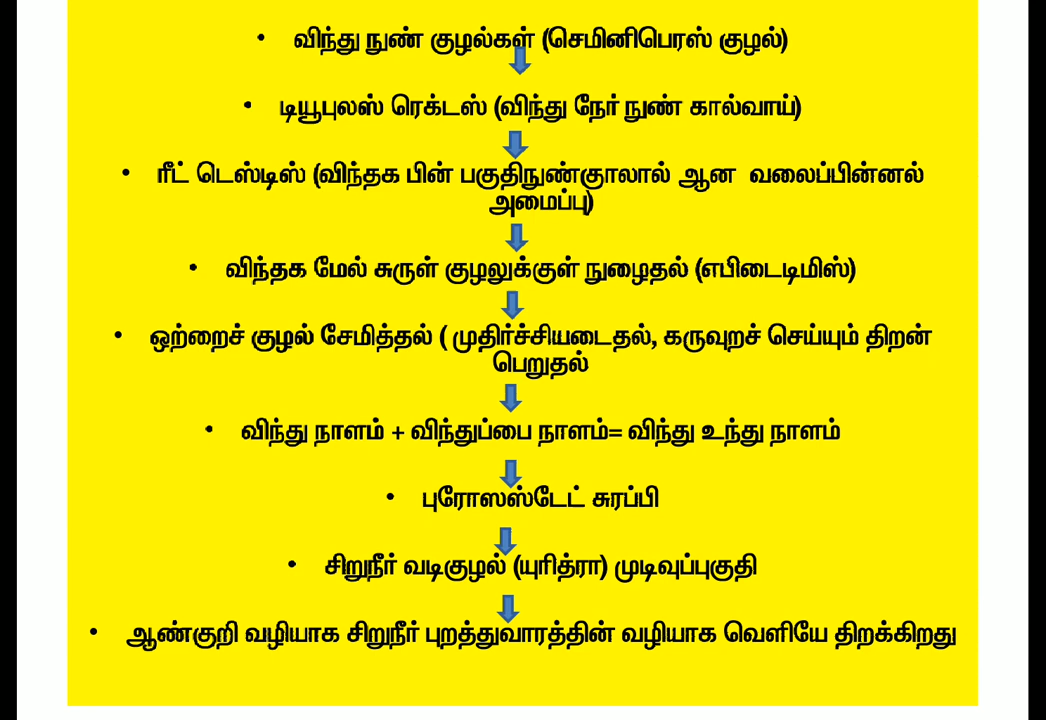 • விந்து நுண் குழல்கள் (செமினிபெரஸ் குழல்)
• டியூபுலஸ் ரெக்டஸ் (விந்து நேர் நுண் கால்வாய்)
• ரீட் டெஸ்டிஸ் (விந்தக பின் பகுதிநுண்குாலால் ஆன வலைப்பின்னல்
அமைப்பு)
• விந்தக மேல் சுருள் குழலுக்குள் நுழைதல் (எபிடைடிமிஸ்)
• ஒற்றைச் குழல் சேமித்தல் ( முதிர்ச்சியடைதல், கருவுறச் செய்யும் திறன்
பெறுதல்
• விந்து நாளம் + விந்துப்பை நாளம்= விந்து உந்து நாளம்
• புரோஸஸ்டேட் சுரப்பி
• சிறுநீர் வடிகுழல் (யுரித்ரா) முடிவுப்புகுதி
• ஆண்குறி வழியாக சிறுநீர் புறத்துவாரத்தின் வழியாக வெளியே திறக்கிறது